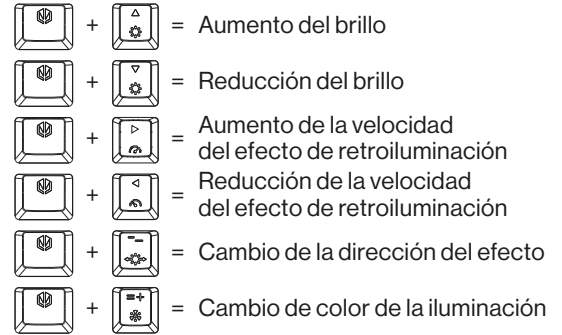 + = Aumento del brillo
+ = Reducción del brillo
+ = Aumento de la velocidad
del efecto de retroiluminación
+ = Reducción de la velocidad
del efecto de retroiluminación
+ -_ = Cambio de la dirección del efecto
+ =+ = Cambio de color de la iluminación